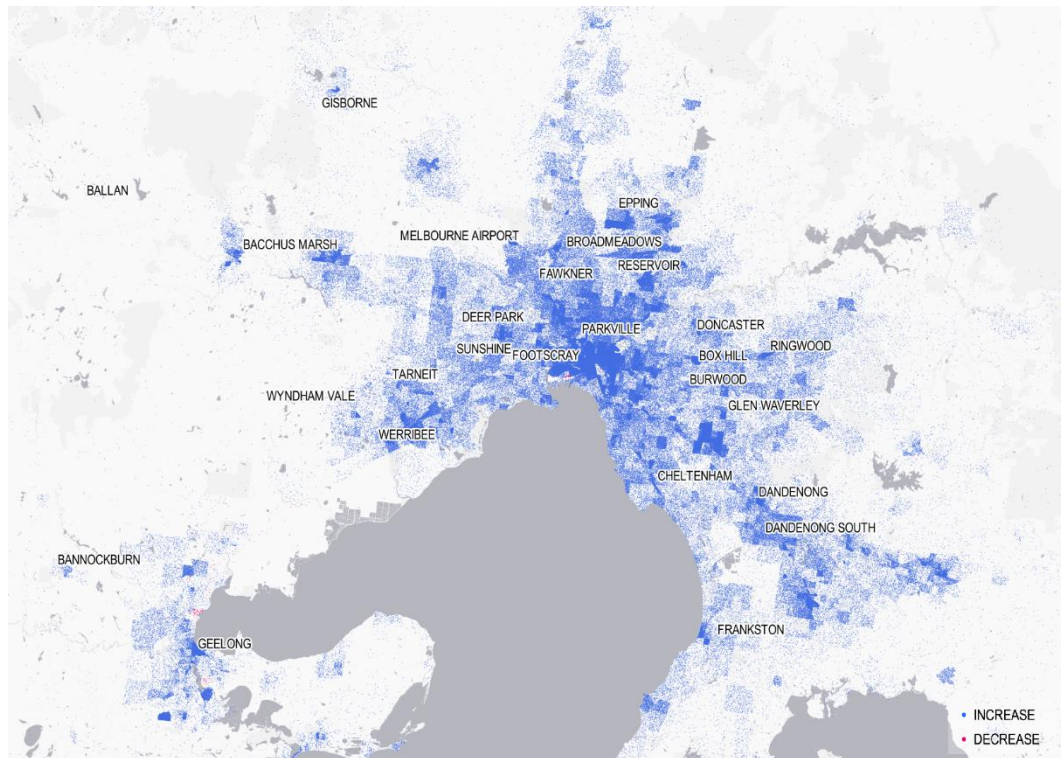 GISBORNE
BALLAN
EPPING
MELBOURNE AIRPORT
BACCHUS MARSH
BROADMEADOWS
RESERVOIR
FAWKNER
DEER PARK
PARKVILLE
DONCASTER
SUNSHINE
FOOTSCRAY
BOX HILL
RINGWOOD
TARNEIT
BURWOOD
WYNDHAM VALE
GLEN WAVERLEY
WERRIBEE
CHELTENHAM
DANDENONG
DANDENONG SOUTH
BANNOCKBURN
FRANKSTON
GEELONG
INCREASE
DECREASE